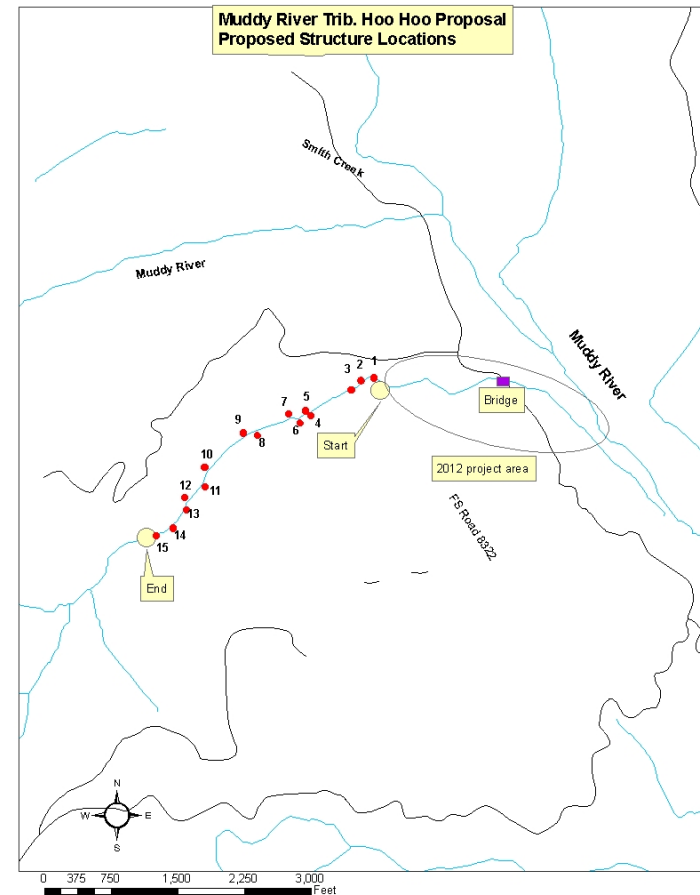 Muddy River Trib. Hoo Hoo Proposal
Proposed Structure Locations
Smith Creek
Muddy River
Muddy River
1
2
3
Bridge
5
7
4
6
Start
9
8
2012 project area
10
11
12
FS Road 8322
13
14
15
End
N
W
E
S
0 375 750 1,500 2,250 3,000
Feet